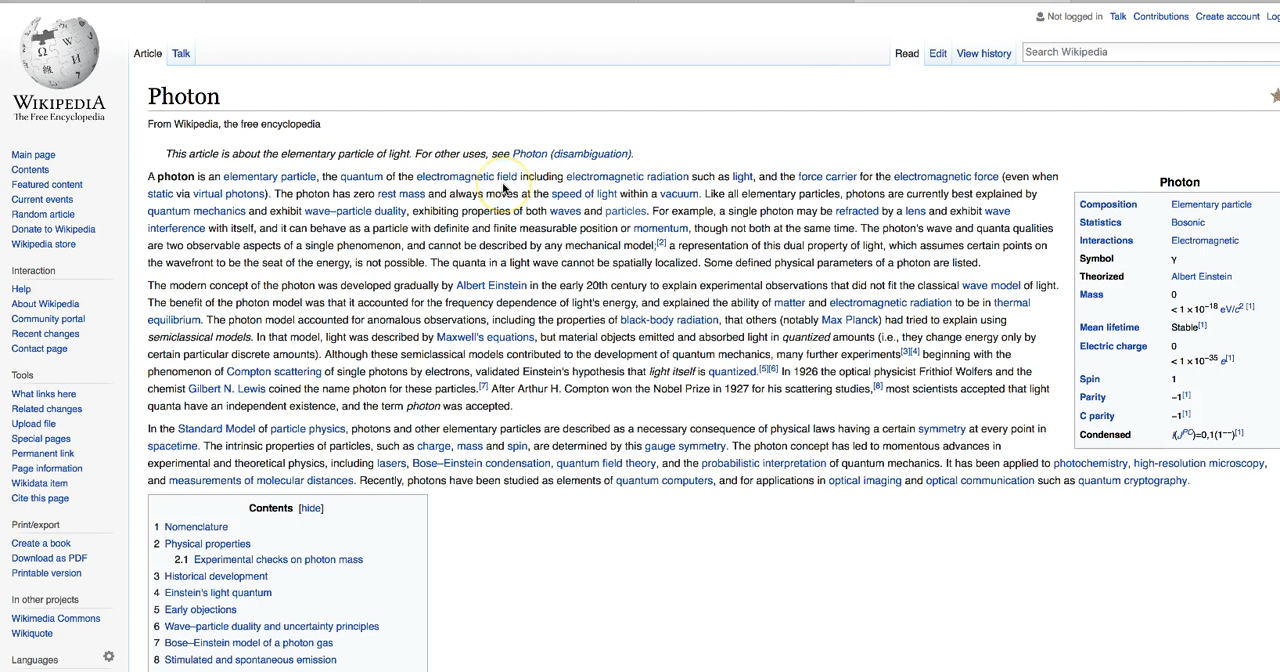 Not logged in Talk Contributions Create account Log
Article Talk Read Edit View history Search Wikipedia
WIKIPEDIA
The Free Encyclopedia
Main page
Contents
Featured content
Current events
Random article
Donate to Wikipedia
Wikipedia store
Interaction
Help
About Wikipedia
Community portal
Recent changes
Contact page
Tools
What links here
Related changes
Upload file
Special pages
Permanent link
Page information
Wikidata item
Cite this page
Print/export
Create a book
Download as PDF
Printable version
In other projects
Wikimedia Commons
Wikiquote
Languages
Photon
From Wikipedia, the free encyclopedia
This article is about the elementary particle of light. For other uses, see Photon (disambiguation).
A photon is an elementary particle, the quantum of the electromagnetic field including electromagnetic radiation such as light, and the force carrier for the electromagnetic force (even when
static via virtual photons). The photon has zero rest mass and always moves at the speed of light within a vacuum. Like all elementary particles, photons are currently best explained by
quantum mechanics and exhibit wave–particle duality, exhibiting properties of both waves and particles. For example, a single photon may be refracted by a lens and exhibit wave
interference with itself, and it can behave as a particle with definite and finite measurable position or momentum, though not both at the same time. The photon's wave and quanta qualities
are two observable aspects of a single phenomenon, and cannot be described by any mechanical model;[2] a representation of this dual property of light, which assumes certain points on
the wavefront to be the seat of the energy, is not possible. The quanta in a light wave cannot be spatially localized. Some defined physical parameters of a photon are listed.
The modern concept of the photon was developed gradually by Albert Einstein in the early 20th century to explain experimental observations that did not fit the classical wave model of light.
The benefit of the photon model was that it accounted for the frequency dependence of light's energy, and explained the ability of matter and electromagnetic radiation to be in thermal
equilibrium. The photon model accounted for anomalous observations, including the properties of black-body radiation, that others (notably Max Planck) had tried to explain using
semiclassical models. In that model, light was described by Maxwell's equations, but material objects emitted and absorbed light in quantized amounts (i.e., they change energy only by
certain particular discrete amounts). Although these semiclassical models contributed to the development of quantum mechanics, many further experiments[3][4] beginning with the
phenomenon of Compton scattering of single photons by electrons, validated Einstein's hypothesis that light itself is quantized.[5][6] In 1926 the optical physicist Frithiof Wolfers and the
chemist Gilbert N. Lewis coined the name photon for these particles.[7] After Arthur H. Compton won the Nobel Prize in 1927 for his scattering studies,[8] most scientists accepted that light
quanta have an independent existence, and the term photon was accepted.
In the Standard Model of particle physics, photons and other elementary particles are described as a necessary consequence of physical laws having a certain symmetry at every point in
spacetime. The intrinsic properties of particles, such as charge, mass and spin, are determined by this gauge symmetry. The photon concept has led to momentous advances in
experimental and theoretical physics, including lasers, Bose–Einstein condensation, quantum field theory, and the probabilistic interpretation of quantum mechanics. It has been applied to photochemistry, high-resolution microscopy,
and measurements of molecular distances. Recently, photons have been studied as elements of quantum computers, and for applications in optical imaging and optical communication such as quantum cryptography.
Photon
Composition Elementary particle
Statistics Bosonic
Interactions Electromagnetic
Symbol γ
Theorized Albert Einstein
Mass 0
< 1×10⁻¹⁸ eV/c² [1]
Mean lifetime Stable[1]
Electric charge 0
< 1×10⁻³⁵ e[1]
Spin 1
Parity −1[1]
C parity −1[1]
Condensed I(J^PC)=0,1(1⁻⁻)[1]
Contents [hide]
1 Nomenclature
2 Physical properties
2.1 Experimental checks on photon mass
3 Historical development
4 Einstein's light quantum
5 Early objections
6 Wave–particle duality and uncertainty principles
7 Bose–Einstein model of a photon gas
8 Stimulated and spontaneous emission